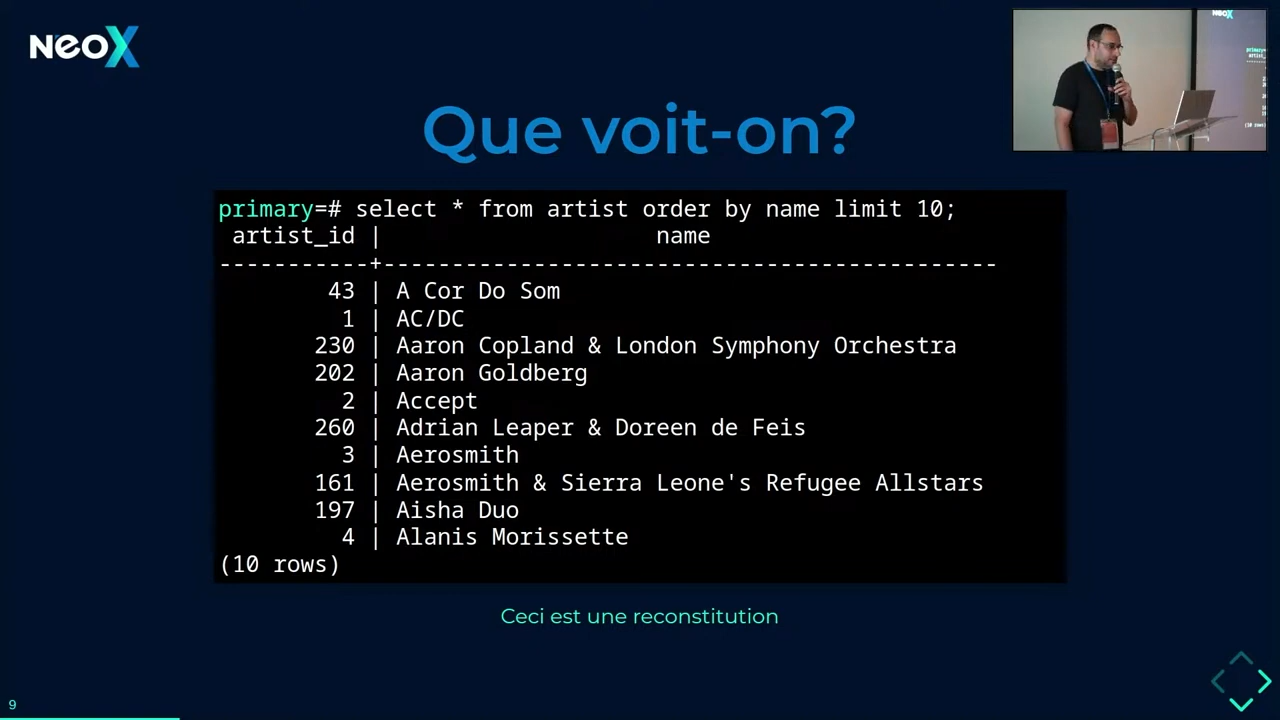 NeoX
Que voit-on?
primary=# select * from artist order by name limit 10;
artist_id | name
-----------+---------------------------------------------
43 | A Cor Do Som
1 | AC/DC
230 | Aaron Copland & London Symphony Orchestra
202 | Aaron Goldberg
2 | Accept
260 | Adrian Leaper & Doreen de Feis
3 | Aerosmith
161 | Aerosmith & Sierra Leone's Refugee Allstars
197 | Aisha Duo
4 | Alanis Morissette
(10 rows)
Ceci est une reconstitution
9